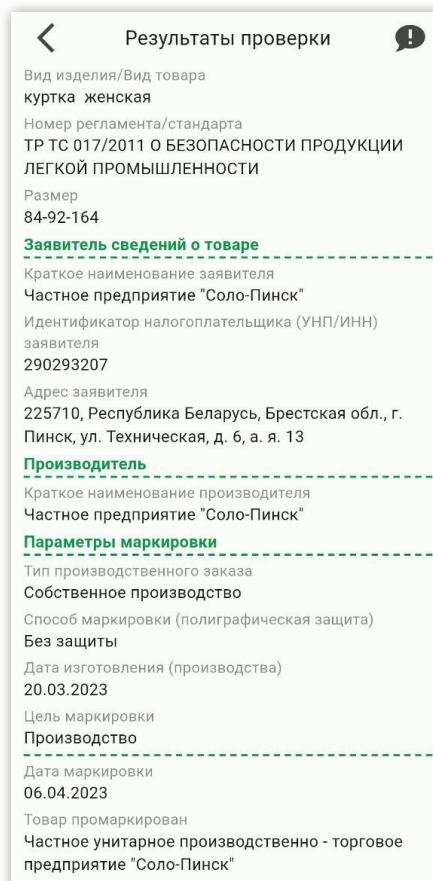 Результаты проверки
Вид изделия/Вид товара
куртка женская
Номер регламента/стандарта
ТР ТС 017/2011 О БЕЗОПАСНОСТИ ПРОДУКЦИИ
ЛЕГКОЙ ПРОМЫШЛЕННОСТИ
Размер
84-92-164
Заявитель сведений о товаре
Краткое наименование заявителя
Частное предприятие "Соло-Пинск"
Идентификатор налогоплательщика (УНП/ИНН)
заявителя
290293207
Адрес заявителя
225710, Республика Беларусь, Брестская обл., г.
Пинск, ул. Техническая, д. 6, а. я. 13
Производитель
Краткое наименование производителя
Частное предприятие "Соло-Пинск"
Параметры маркировки
Тип производственного заказа
Собственное производство
Способ маркировки (полиграфическая защита)
Без защиты
Дата изготовления (производства)
20.03.2023
Цель маркировки
Производство
Дата маркировки
06.04.2023
Товар промаркирован
Частное унитарное производственно - торговое
предприятие "Соло-Пинск"